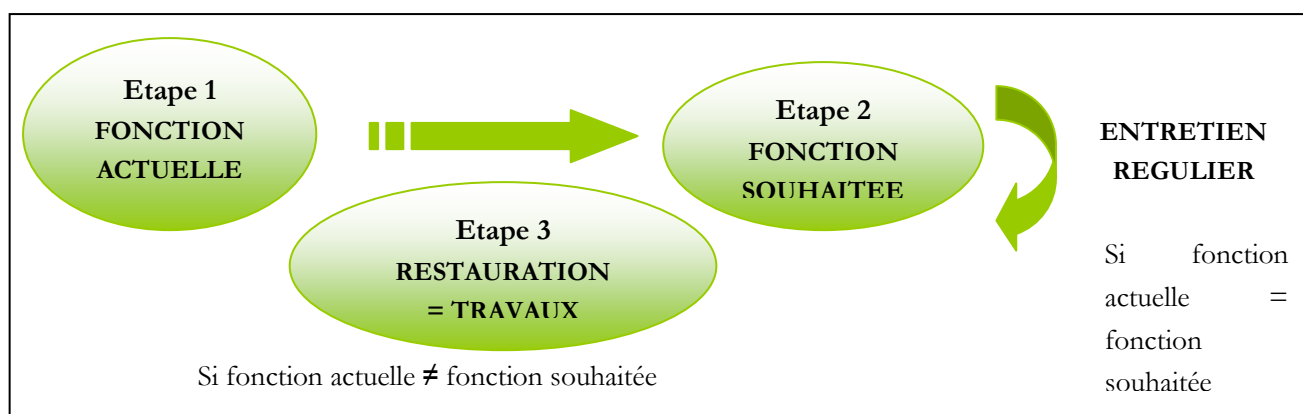 Etape 1
FONCTION
ACTUELLE
Etape 2
FONCTION
SOUHAITEE
Etape 3
RESTAURATION
= TRAVAUX
Si fonction actuelle ≠ fonction souhaitée
ENTRETIEN
REGULIER
Si fonction
actuelle =
fonction
souhaitée